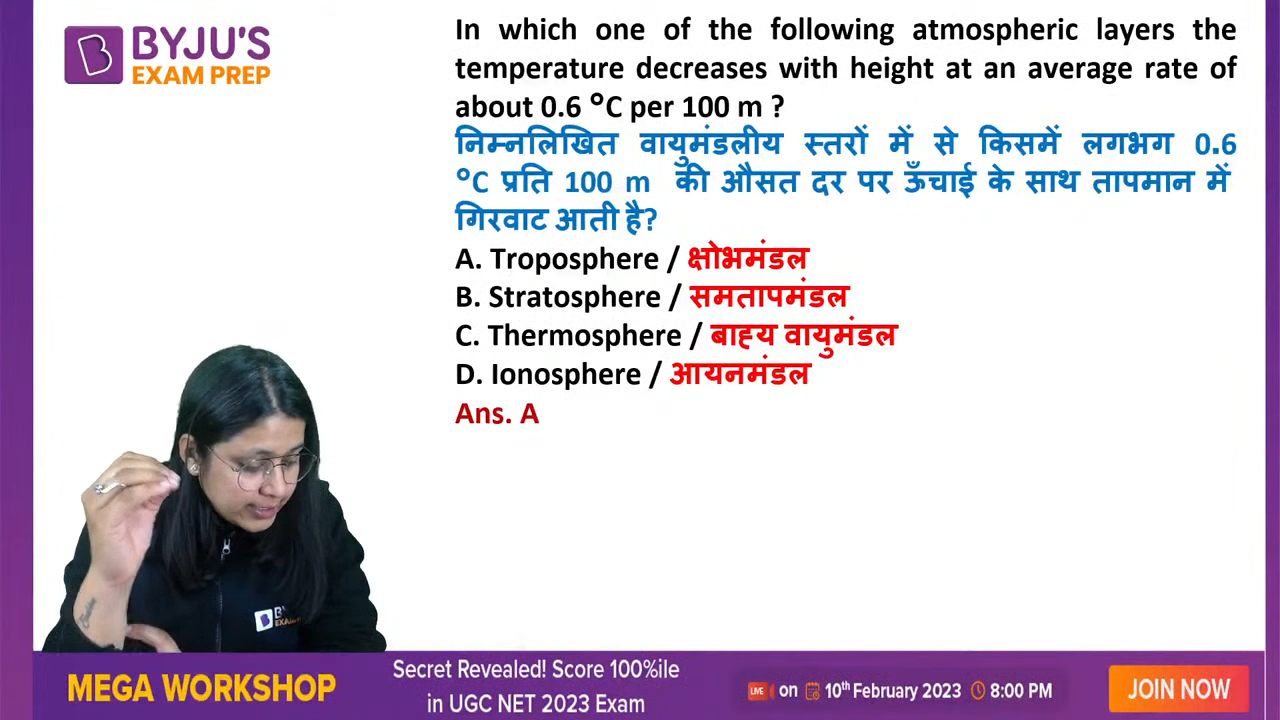 BYJU'S
EXAM PREP
In which one of the following atmospheric layers the
temperature decreases with height at an average rate of
about 0.6 °C per 100 m ?
निम्नलिखित वायुमंडलीय स्तरों में से किसमें लगभग 0.6
°C प्रति 100 m की औसत दर पर ऊँचाई के साथ तापमान में
गिरवाट आती है?
A. Troposphere / क्षोभमंडल
B. Stratosphere / समतापमंडल
C. Thermosphere / बाह्य वायुमंडल
D. Ionosphere / आयनमंडल
Ans. A
MEGA WORKSHOP
Secret Revealed! Score 100%ile
in UGC NET 2023 Exam
LIVE on 10th February 2023 8:00 PM
JOIN NOW